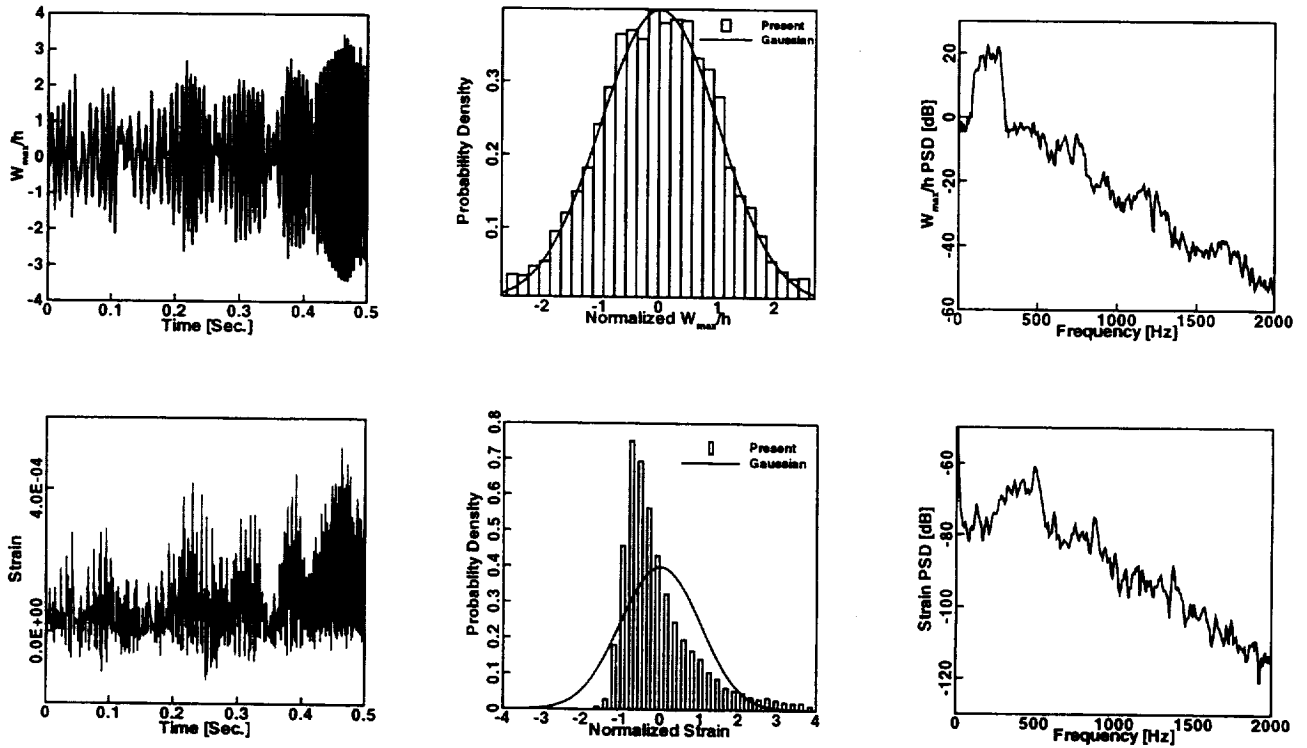 4
3
2
1
0
-1
-2
-3
-4
W max/h
0 0.1 0.2 0.3 0.4 0.5
Time [Sec.]
Present
Gaussian
0.3
0.2
0.1
Probability Density
-2 -1 0 1 2
Normalized W max/h
20
0
-20
-40
-60
W max/h PSD [dB]
0 500 1000 1500 2000
Frequency [Hz]
4.0E-04
0.0E+00
Strain
0 0.1 0.2 0.3 0.4 0.5
Time [Sec.]
Present
Gaussian
0.8
0.7
0.6
0.5
0.4
0.3
0.2
0.1
0
Probability Density
-4 -3 -2 -1 0 1 2 3 4
Normalized Strain
-60
-80
-100
-120
Strain PSD [dB]
0 500 1000 1500 2000
Frequency [Hz]